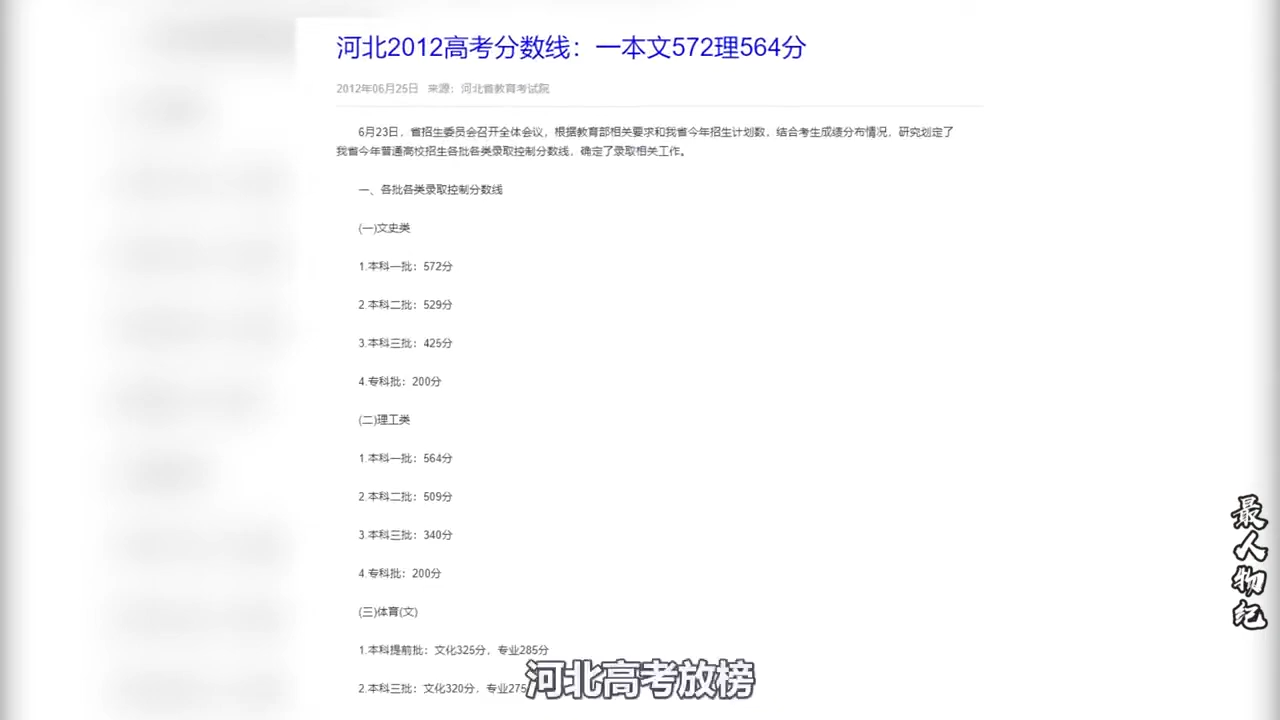 河北2012高考分数线：一本文572理564分
2012年06月25日 来源：河北省教育考试院
6月23日，省招生委员会召开全体会议，根据教育部相关要求和我省今年招生计划数，结合考生成绩分布情况，研究划定了
我省今年普通高校招生各批各类录取控制分数线，确定了录取相关工作。
一、各批各类录取控制分数线
(一)文史类
1.本科一批：572分
2.本科二批：529分
3.本科三批：425分
4.专科批：200分
(二)理工类
1.本科一批：564分
2.本科二批：509分
3.本科三批：340分
4.专科批：200分
(三)体育(文)
1.本科提前批：文化325分，专业285分
2.本科三批：文化320分，专业275
河北高考放榜
最人物纪